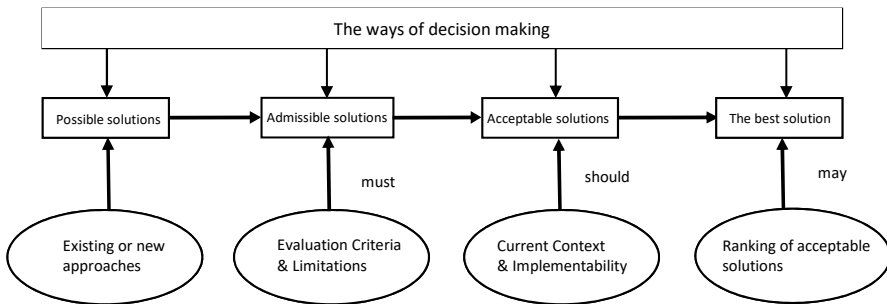 The ways of decision making
Possible solutions
Admissible solutions
Acceptable solutions
The best solution
must
should
may
Existing or new
approaches
Evaluation Criteria
& Limitations
Current Context
& Implementability
Ranking of acceptable
solutions